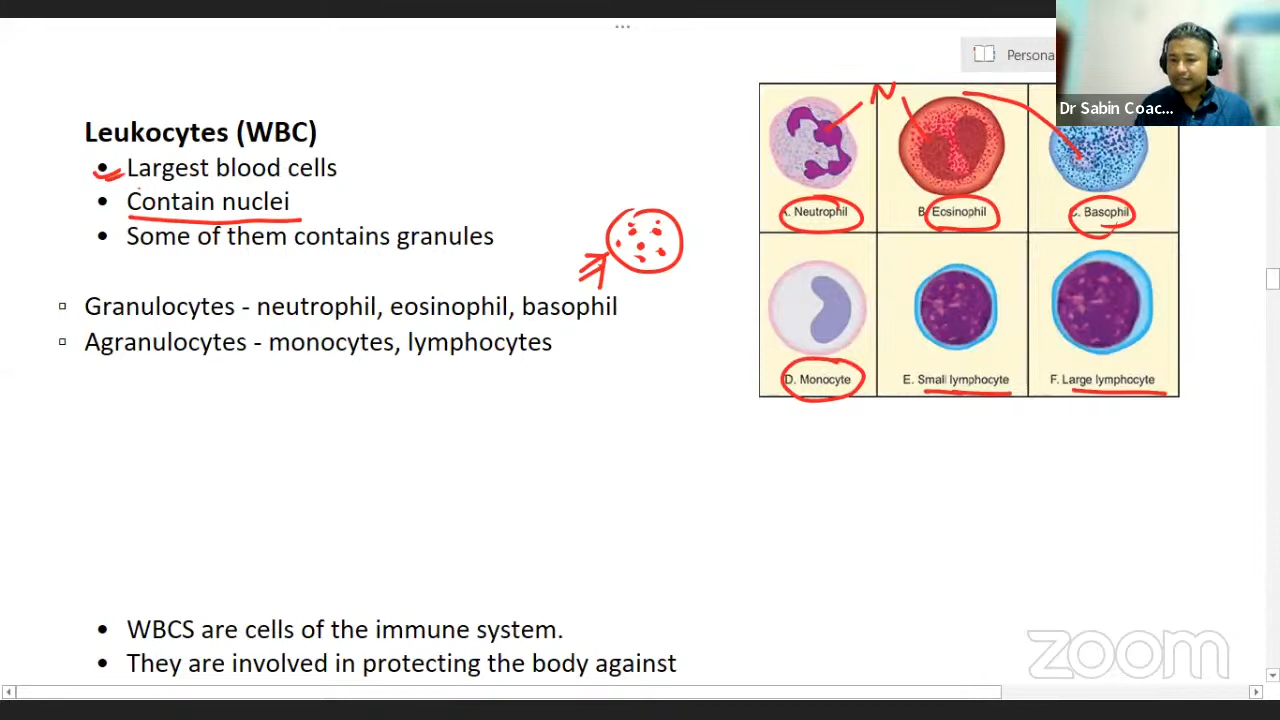 ...
Persona
Dr Sabin Coac...
Leukocytes (WBC)
• Largest blood cells
• Contain nuclei
• Some of them contains granules
▫ Granulocytes - neutrophil, eosinophil, basophil
▫ Agranulocytes - monocytes, lymphocytes
N
A. Neutrophil
B. Eosinophil
C. Basophil
D. Monocyte
E. Small lymphocyte
F. Large lymphocyte
• WBCS are cells of the immune system.
• They are involved in protecting the body against
zoom